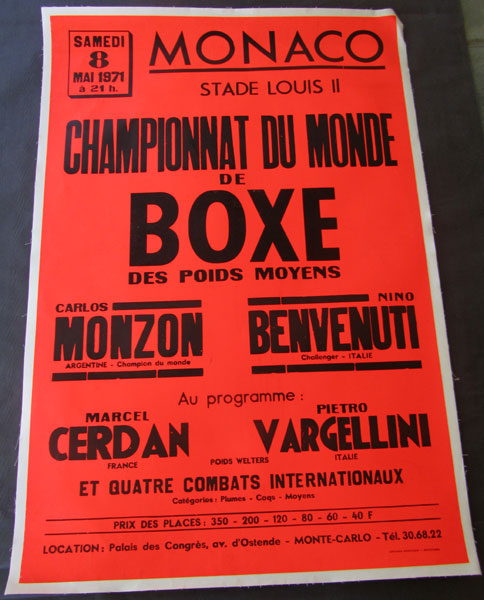 SAMEDI
8
MAI 1971
à 21 h.
MONACO
STADE LOUIS II
CHAMPIONNAT DU MONDE
DE
BOXE
DES POIDS MOYENS
CARLOS
MONZON
ARGENTINE - Champion du monde
NINO
BENVENUTI
Challenger - ITALIE
Au programme :
MARCEL
CERDAN
FRANCE
POIDS WELTERS
PIETRO
VARGELLINI
ITALIE
ET QUATRE COMBATS INTERNATIONAUX
Catégories : Plumes - Coqs - Moyens
PRIX DES PLACES : 350 - 200 - 120 - 80 - 60 - 40 F
LOCATION : Palais des Congrès, av. d'Ostende - MONTE-CARLO - Tél. 30.68.22